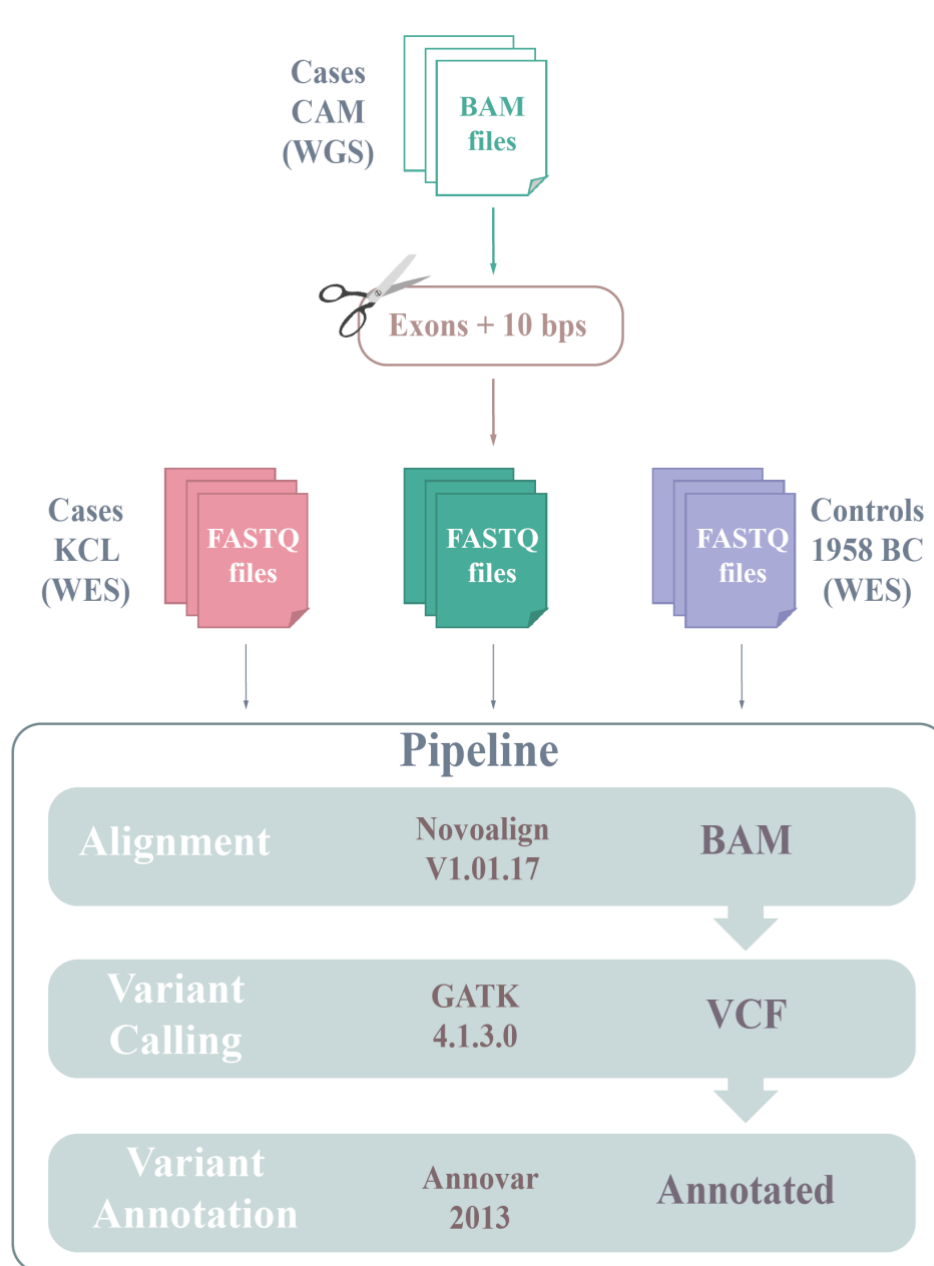 Cases
CAM
(WGS)
BAM
files
Exons + 10 bps
Cases
KCL
(WES)
FASTQ
files
FASTQ
files
FASTQ
files
Controls
1958 BC
(WES)
Pipeline
Alignment
Novoalign
V1.01.17
BAM
Variant
Calling
GATK
4.1.3.0
VCF
Variant
Annotation
Annovar
2013
Annotated